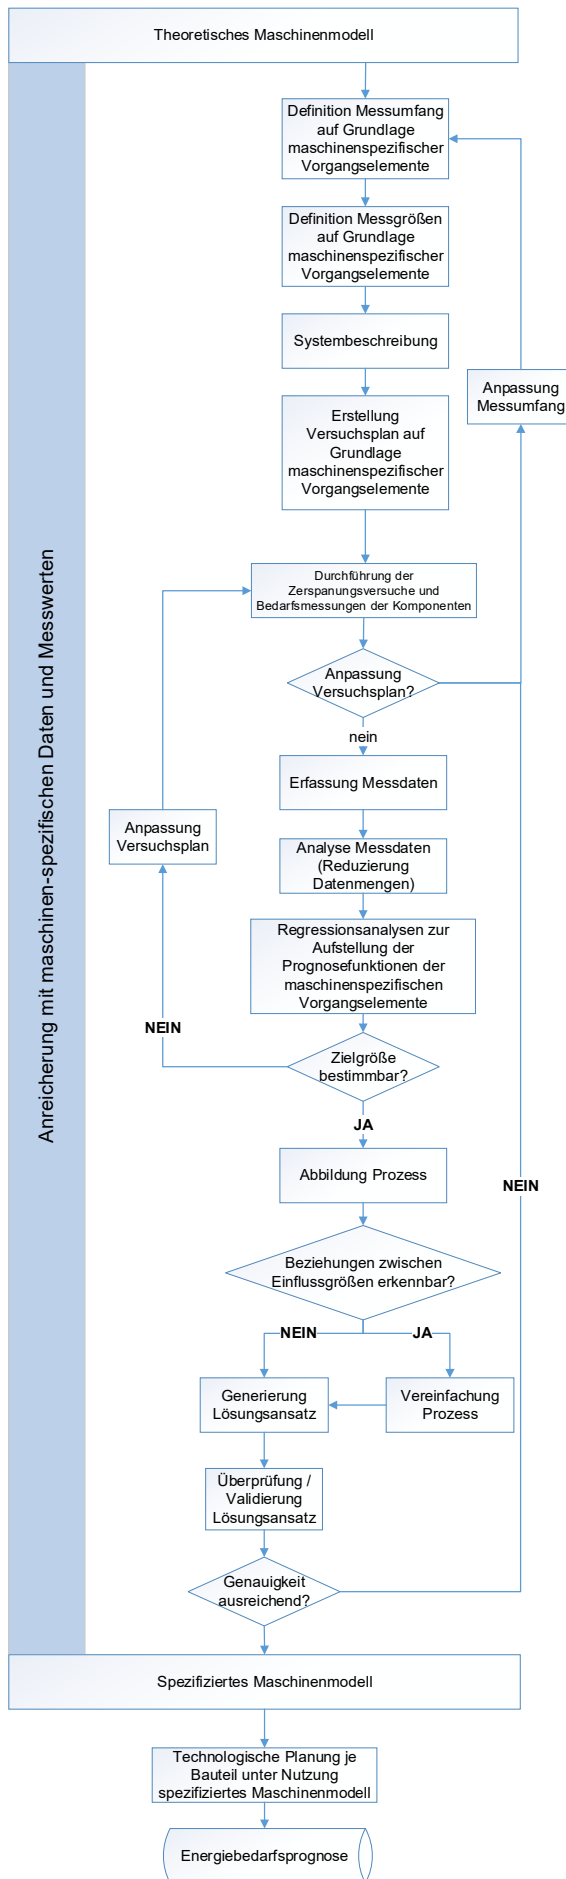 Theoretisches Maschinenmodell
Anreicherung mit maschinen-spezifischen Daten und Messwerten
Definition Messumfang
auf Grundlage
maschinenspezifischer
Vorgangselemente
Definition Messgrößen
auf Grundlage
maschinenspezifischer
Vorgangselemente
Systembeschreibung
Anpassung
Messumfang
Erstellung
Versuchsplan auf
Grundlage
maschinenspezifischer
Vorgangselemente
Durchführung der
Zerspanungsversuche und
Bedarfsmessungen der Komponenten
Anpassung
Versuchsplan?
nein
Erfassung Messdaten
Anpassung
Versuchsplan
Analyse Messdaten
(Reduzierung
Datenmengen)
Regressionsanalysen zur
Aufstellung der
Prognosefunktionen der
maschinenspezifischen
Vorgangselemente
NEIN
Zielgröße
bestimmbar?
JA
Abbildung Prozess
NEIN
Beziehungen zwischen
Einflussgrößen erkennbar?
NEIN
JA
Generierung
Lösungsansatz
Vereinfachung
Prozess
Überprüfung /
Validierung
Lösungsansatz
Genauigkeit
ausreichend?
Spezifiziertes Maschinenmodell
Technologische Planung je
Bauteil unter Nutzung
spezifiziertes Maschinenmodell
Energiebedarfsprognose